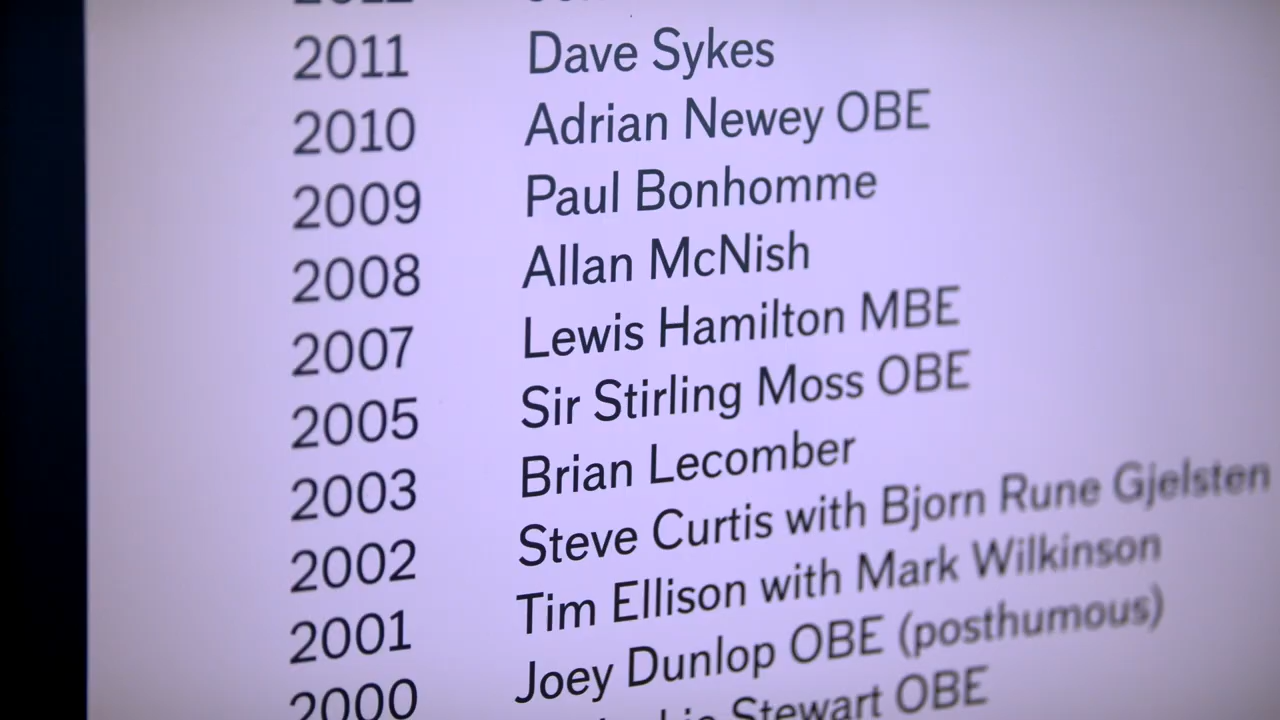 2011 Dave Sykes
2010 Adrian Newey OBE
2009 Paul Bonhomme
2008 Allan McNish
2007 Lewis Hamilton MBE
2005 Sir Stirling Moss OBE
2003 Brian Lecomber
2002 Steve Curtis with Bjorn Rune Gjelsten
2001 Tim Ellison with Mark Wilkinson
2000 Joey Dunlop OBE (posthumous)
Stewart OBE